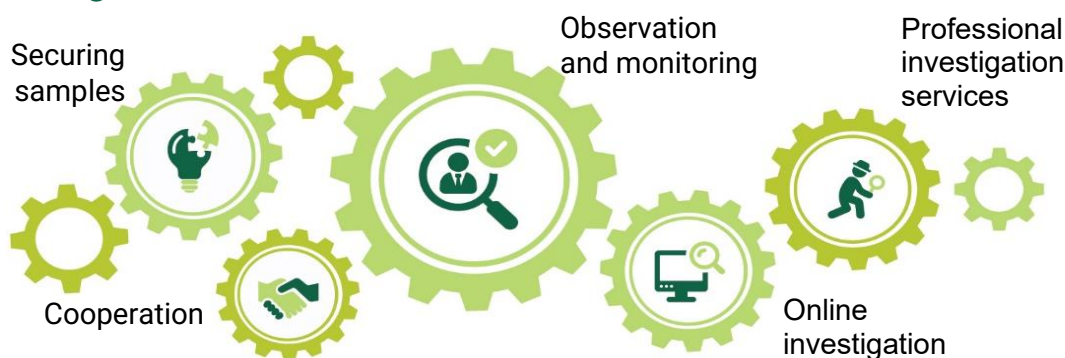 Securing
samples
Observation
and monitoring
Professional
investigation
services
Cooperation
Online
investigation